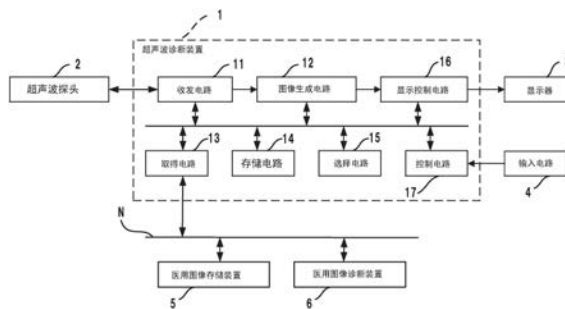 1
超声波诊断装置
2
11
12
16
超声波探头
收发电路
图像生成电路
显示控制电路
显示器
13
14
15
取得电路
存储电路
选择电路
控制电路
输入电路
17
4
N
医用图像存储装置
医用图像诊断装置
5
6